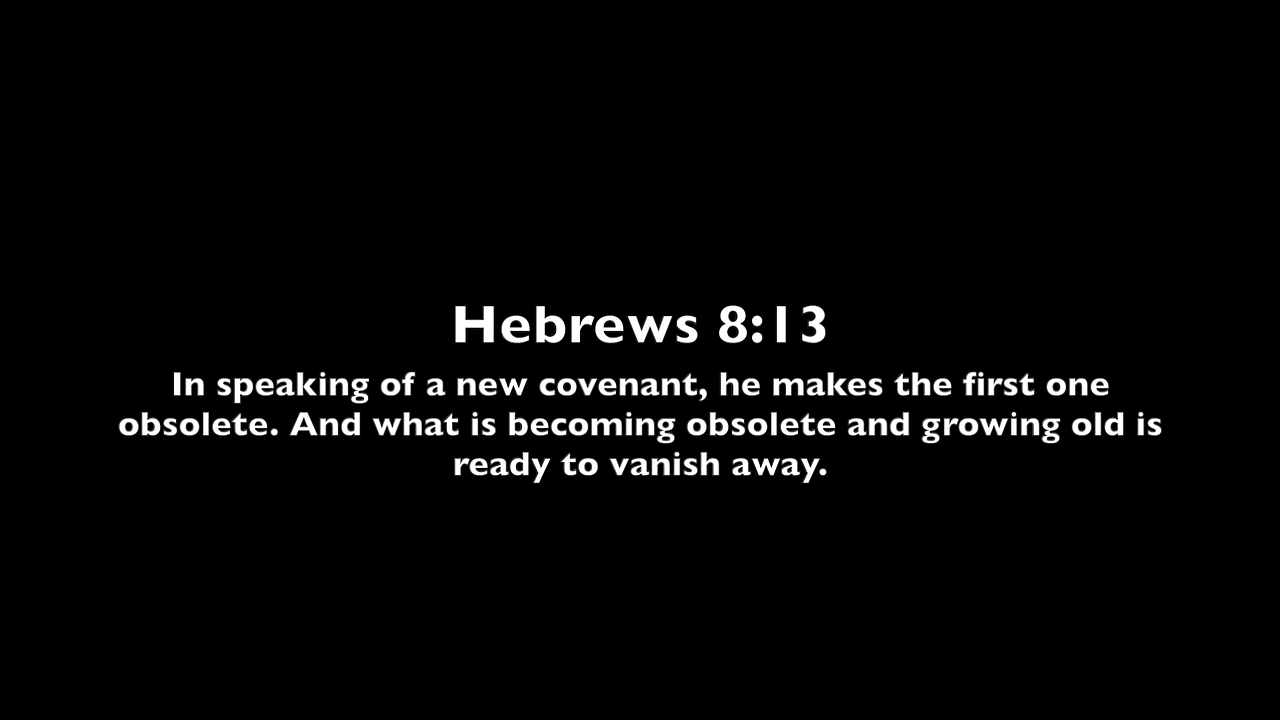 Hebrews 8:13
In speaking of a new covenant, he makes the first one
obsolete. And what is becoming obsolete and growing old is
ready to vanish away.